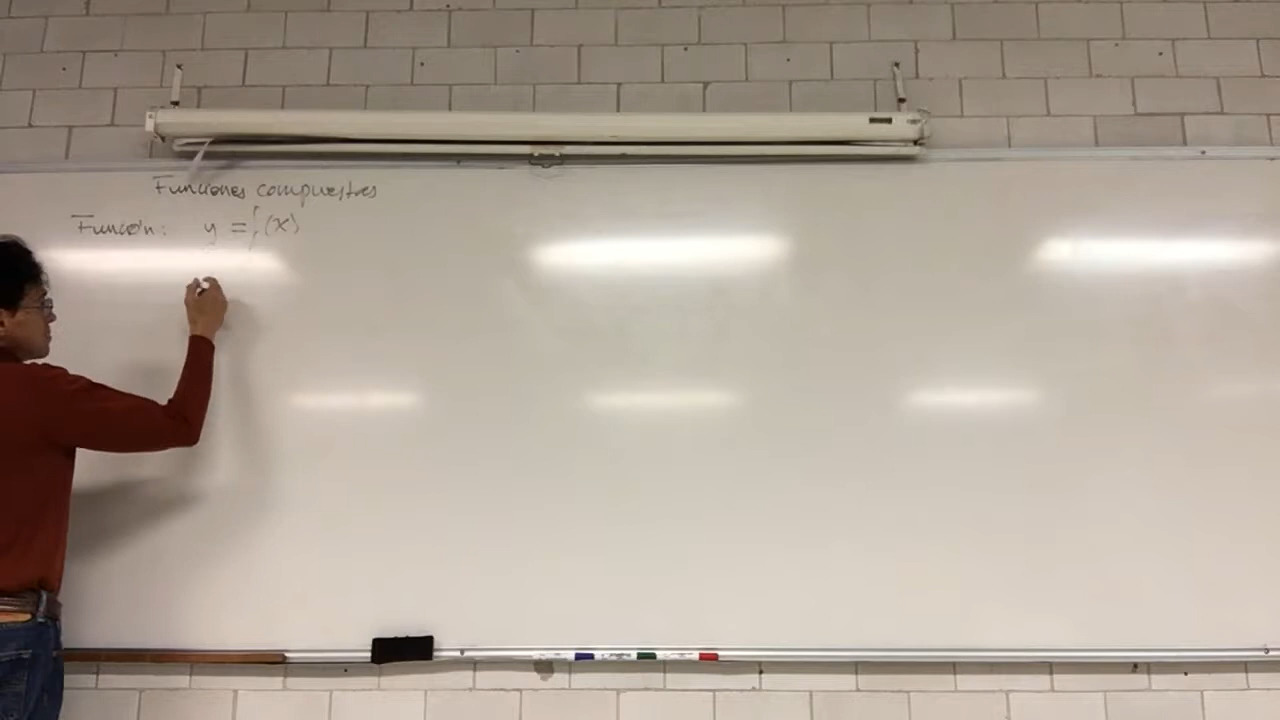 Funciones compuestas
Función: y = f(x)